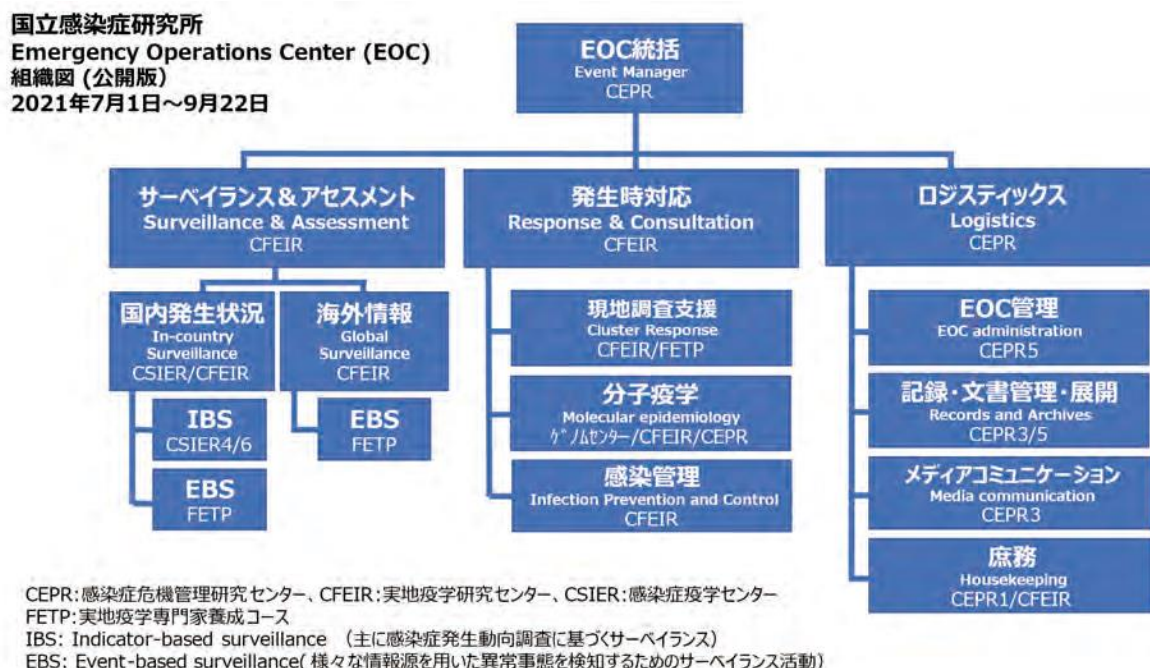 国立感染症研究所
Emergency Operations Center (EOC)
組織図 (公開版)
2021年7月1日～9月22日
EOC統括
Event Manager
CEPR
サーベイランス＆アセスメント
Surveillance & Assessment
CFEIR
国内発生状況
In-country
Surveillance
CSIER/CFEIR
IBS
CSIER4/6
EBS
FETP
海外情報
Global
Surveillance
CFEIR
EBS
FETP
発生時対応
Response & Consultation
CFEIR
現地調査支援
Cluster Response
CFEIR/FETP
分子疫学
Molecular epidemiology
ｹﾞﾉﾑｾﾝﾀｰ/CFEIR/CEPR
感染管理
Infection Prevention and Control
CFEIR
ロジスティックス
Logistics
CEPR
EOC管理
EOC administration
CEPR5
記録・文書管理・展開
Records and Archives
CEPR3/5
メディアコミュニケーション
Media communication
CEPR3
庶務
Housekeeping
CEPR1/CFEIR
CEPR:感染症危機管理研究センター、CFEIR:実地疫学研究センター、CSIER:感染症疫学センター
FETP:実地疫学専門家養成コース
IBS: Indicator-based surveillance （主に感染症発生動向調査に基づくサーベイランス）
EBS: Event-based surveillance( 様々な情報源を用いた異常事態を検知するためのサーベイランス活動)